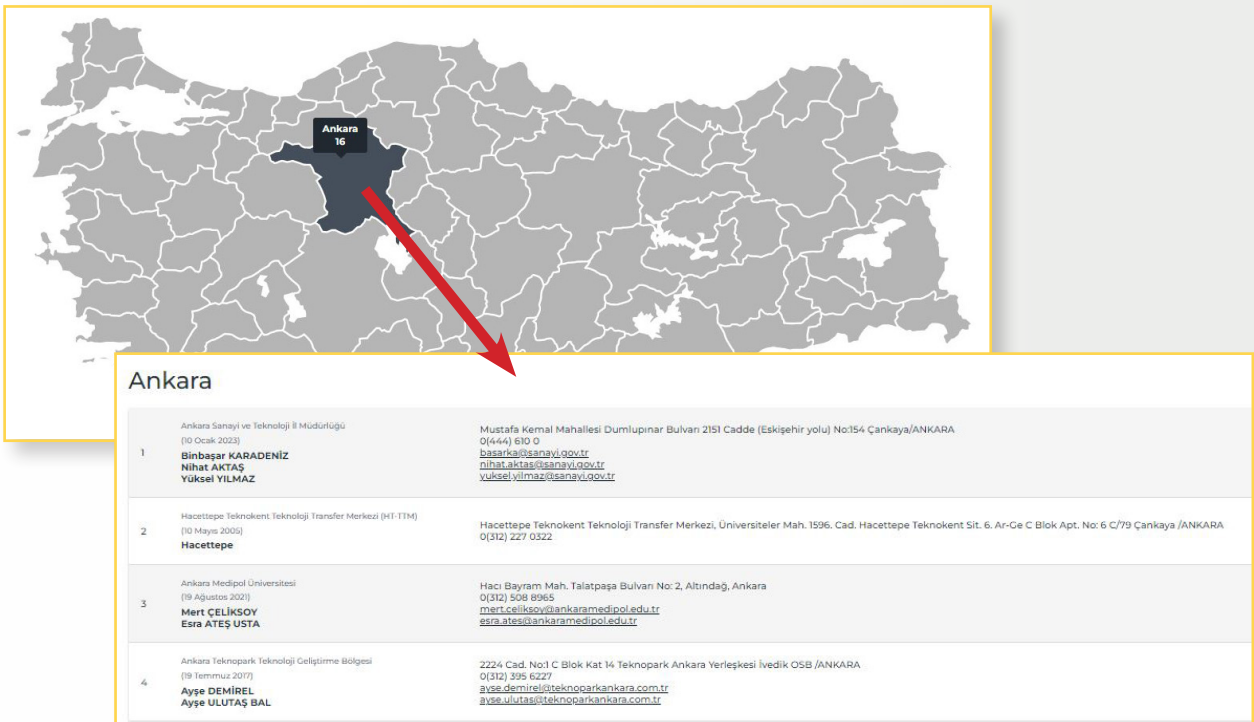 Ankara
16
Ankara
1
Ankara Sanayi ve Teknoloji İl Müdürlüğü
(10 Ocak 2023)
Binbaşar KARADENİZ
Nihat AKTAŞ
Yüksel YILMAZ
Mustafa Kemal Mahallesi Dumlupınar Bulvarı 2151 Cadde (Eskişehir yolu) No:154 Çankaya/ANKARA
0(444) 610 0
basarka@sanayi.gov.tr
nihat.aktas@sanayi.gov.tr
yuksel.yilmaz@sanayi.gov.tr
2
Hacettepe Teknokent Teknoloji Transfer Merkezi (HT-TTM)
(10 Mayıs 2005)
Hacettepe
Hacettepe Teknokent Teknoloji Transfer Merkezi, Üniversiteler Mah. 1596. Cad. Hacettepe Teknokent Sit. 6. Ar-Ge C Blok Apt. No: 6 C/79 Çankaya /ANKARA
0(312) 227 0322
3
Ankara Medipol Üniversitesi
(19 Ağustos 2021)
Mert ÇELİKSOY
Esra ATEŞ USTA
Hacı Bayram Mah. Talatpaşa Bulvarı No: 2, Altındağ, Ankara
0(312) 508 8965
mert.celiksoy@ankaramedipol.edu.tr
esra.ates@ankaramedipol.edu.tr
4
Ankara Teknopark Teknoloji Geliştirme Bölgesi
(19 Temmuz 2017)
Ayşe DEMİREL
Ayşe ULUTAŞ BAL
2224 Cad. No:1 C Blok Kat 14 Teknopark Ankara Yerleşkesi İvedik OSB /ANKARA
0(312) 395 6227
ayse.demirel@teknoparkankara.com.tr
ayse.ulutas@teknoparkankara.com.tr